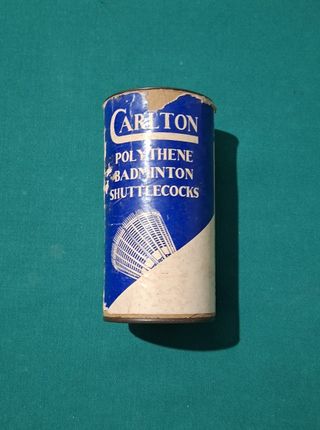 CARLTON
POLYTHENE
BADMINTON
SHUTTLECOCKS